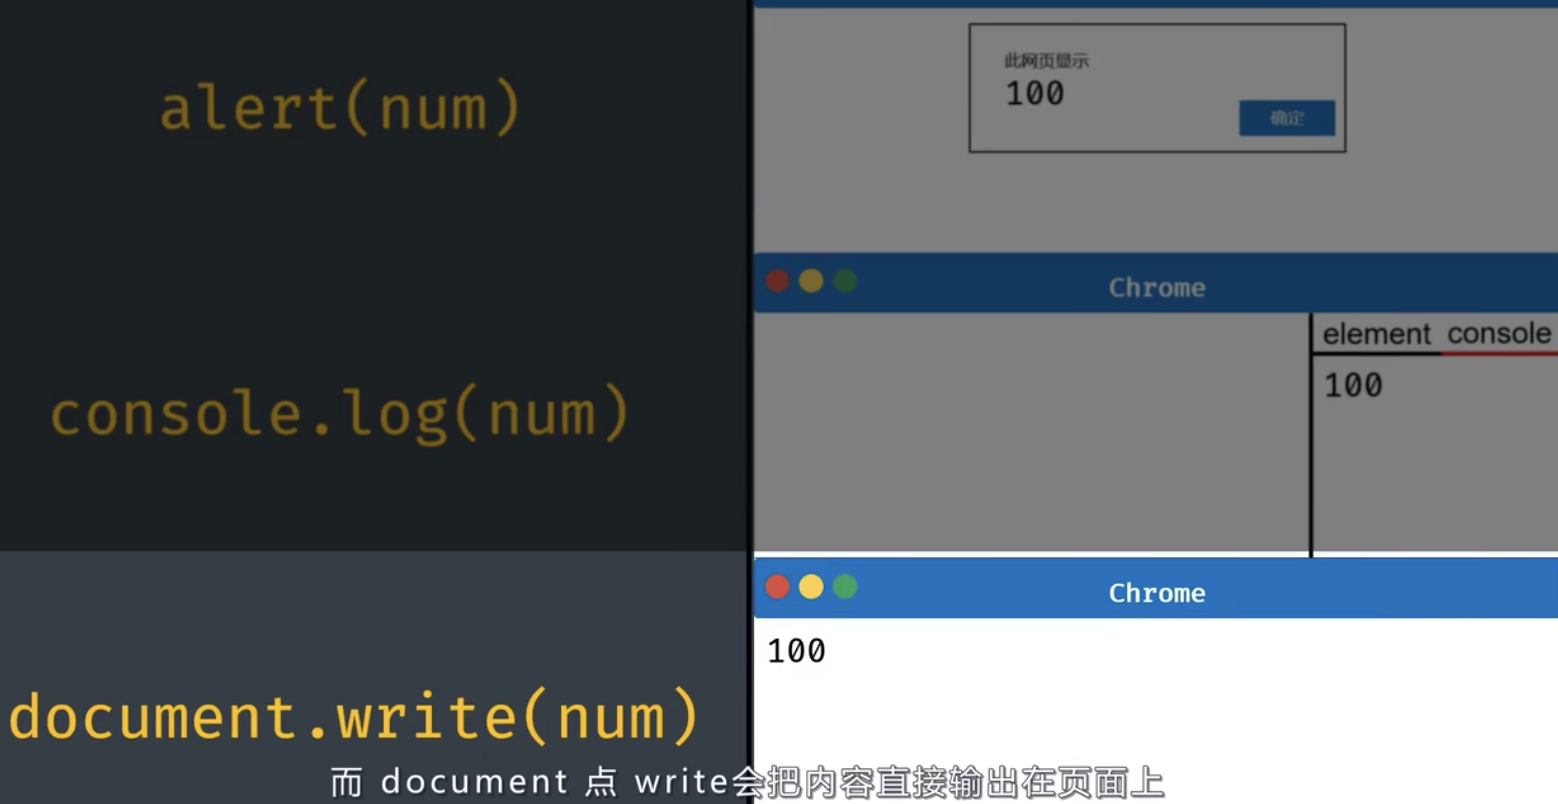 alert(num)
此网页显示
100
确定
console.log(num)
Chrome
element console
100
document.write(num)
Chrome
100
而 document 点 write会把内容直接输出在页面上